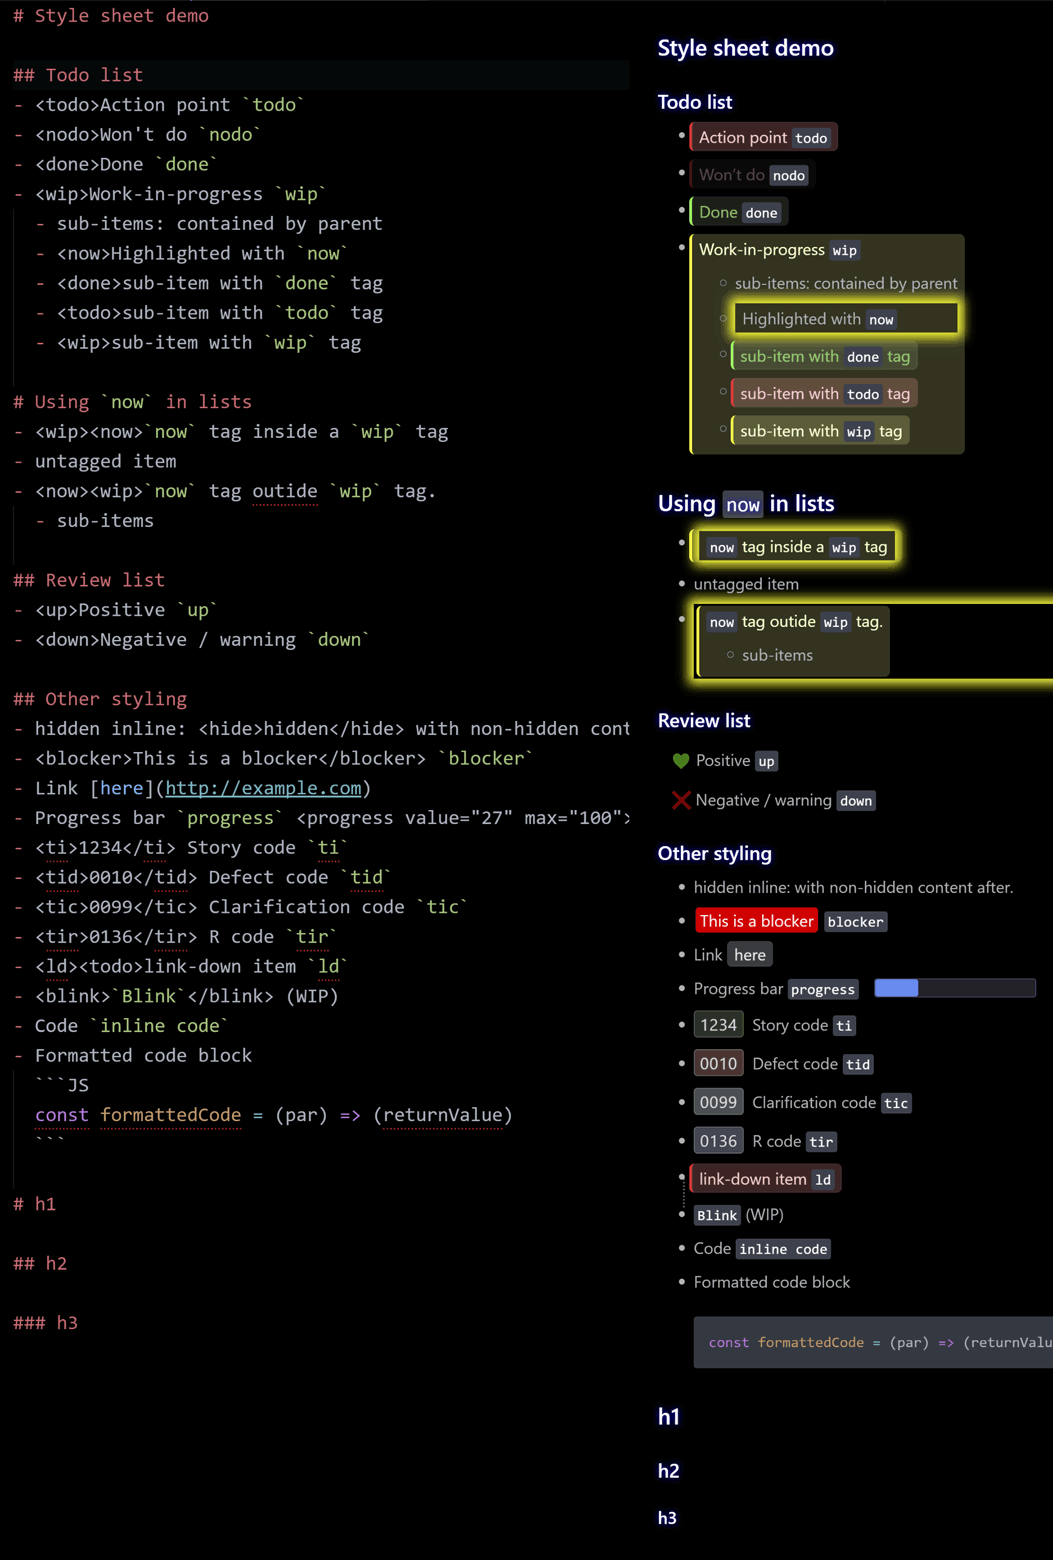 # Style sheet demo
## Todo list
- <todo>Action point `todo`
- <nodo>Won't do `nodo`
- <done>Done `done`
- <wip>Work-in-progress `wip`
- sub-items: contained by parent
- <now>Highlighted with `now`
- <done>sub-item with `done` tag
- <todo>sub-item with `todo` tag
- <wip>sub-item with `wip` tag
# Using `now` in lists
- <wip><now>`now` tag inside a `wip` tag
- untagged item
- <now><wip>`now` tag outide `wip` tag.
- sub-items
## Review list
- <up>Positive `up`
- <down>Negative / warning `down`
## Other styling
- hidden inline: <hide>hidden</hide> with non-hidden cont
- <blocker>This is a blocker</blocker> `blocker`
- Link [here](http://example.com)
- Progress bar `progress` <progress value="27" max="100">
- <ti>1234</ti> Story code `ti`
- <tid>0010</tid> Defect code `tid`
- <tic>0099</tic> Clarification code `tic`
- <tir>0136</tir> R code `tir`
- <ld><todo>link-down item `ld`
- <blink>`Blink`</blink> (WIP)
- Code `inline code`
- Formatted code block
```JS
const formattedCode = (par) => (returnValue)
```
# h1
## h2
### h3
Style sheet demo
Todo list
Action point todo
Won't do nodo
Done done
Work-in-progress wip
sub-items: contained by parent
Highlighted with now
sub-item with done tag
sub-item with todo tag
sub-item with wip tag
Using now in lists
now tag inside a wip tag
untagged item
now tag outide wip tag.
sub-items
Review list
Positive up
Negative / warning down
Other styling
hidden inline: with non-hidden content after.
This is a blocker blocker
Link here
Progress bar progress
1234 Story code ti
0010 Defect code tid
0099 Clarification code tic
0136 R code tir
link-down item ld
Blink (WIP)
Code inline code
Formatted code block
const formattedCode = (par) => (returnValu
h1
h2
h3